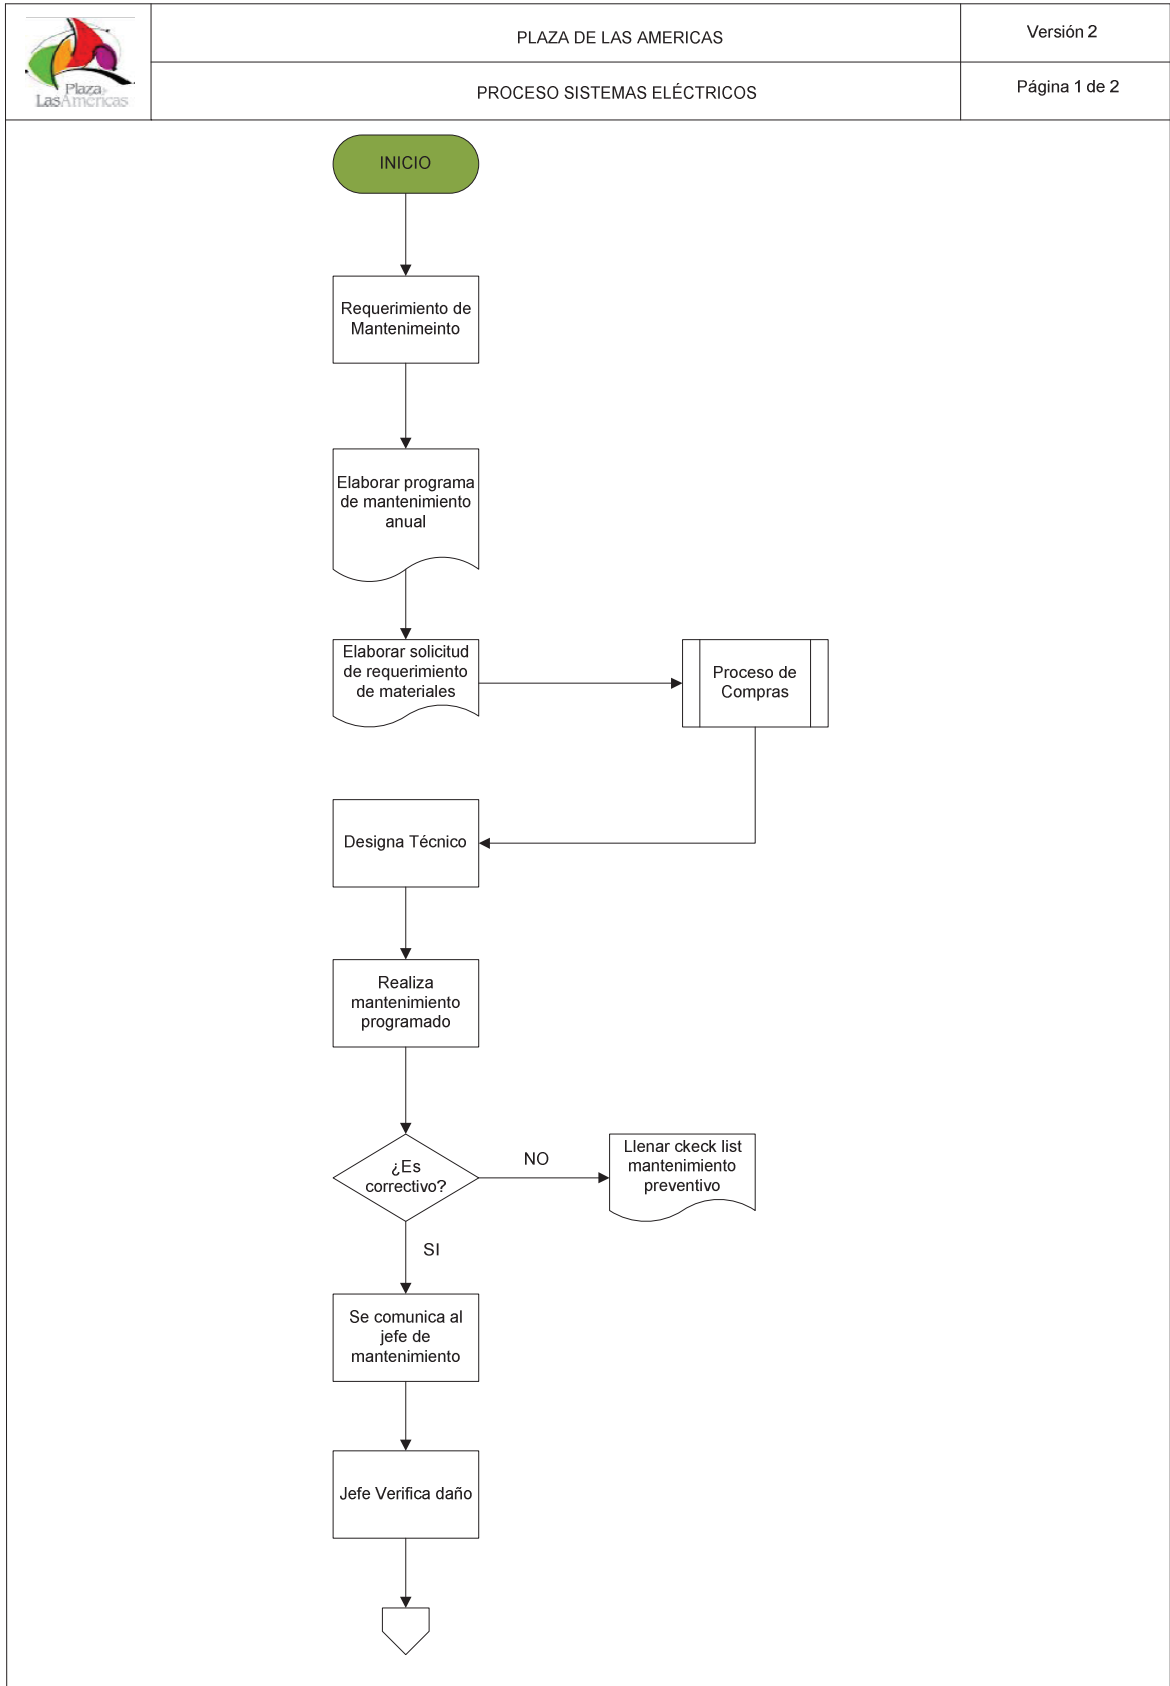 Plaza
LasAméricas
PLAZA DE LAS AMERICAS
PROCESO SISTEMAS ELÉCTRICOS
Versión 2
Página 1 de 2
INICIO
Requerimiento de
Mantenimeinto
Elaborar programa
de mantenimiento
anual
Elaborar solicitud
de requerimiento
de materiales
Proceso de
Compras
Designa Técnico
Realiza
mantenimiento
programado
¿Es
correctivo?
NO
Llenar ckeck list
mantenimiento
preventivo
SI
Se comunica al
jefe de
mantenimiento
Jefe Verifica daño